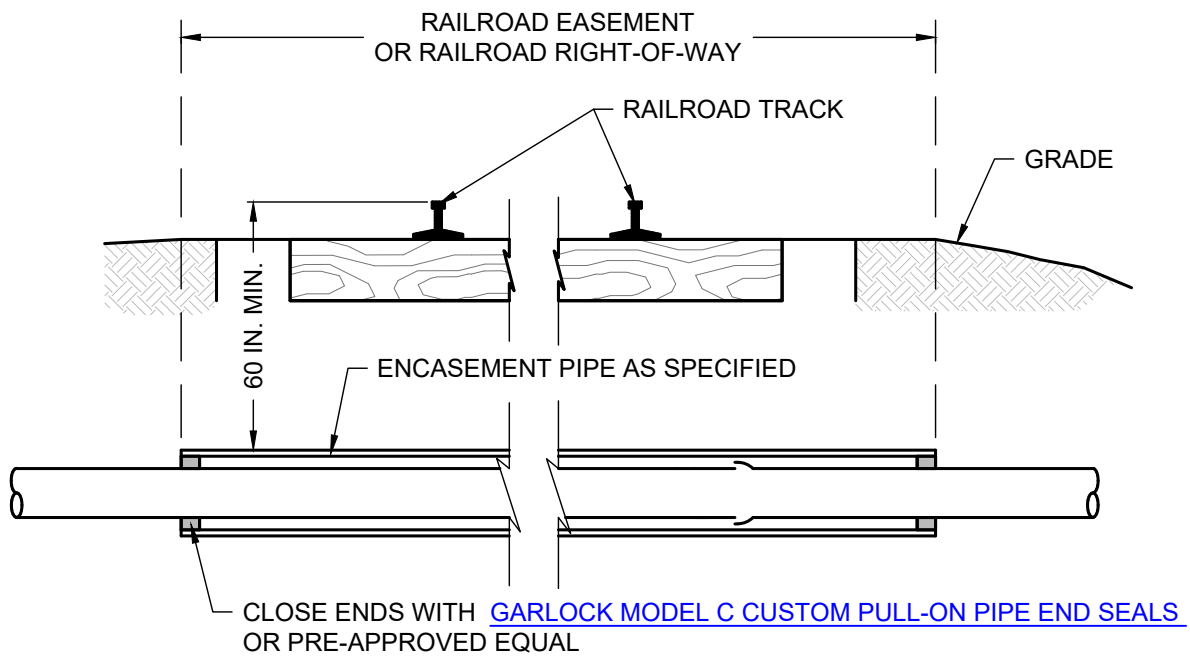 RAILROAD EASEMENT
OR RAILROAD RIGHT-OF-WAY
RAILROAD TRACK
GRADE
60 IN. MIN.
ENCASEMENT PIPE AS SPECIFIED
CLOSE ENDS WITH GARLOCK MODEL C CUSTOM PULL-ON PIPE END SEALS
OR PRE-APPROVED EQUAL